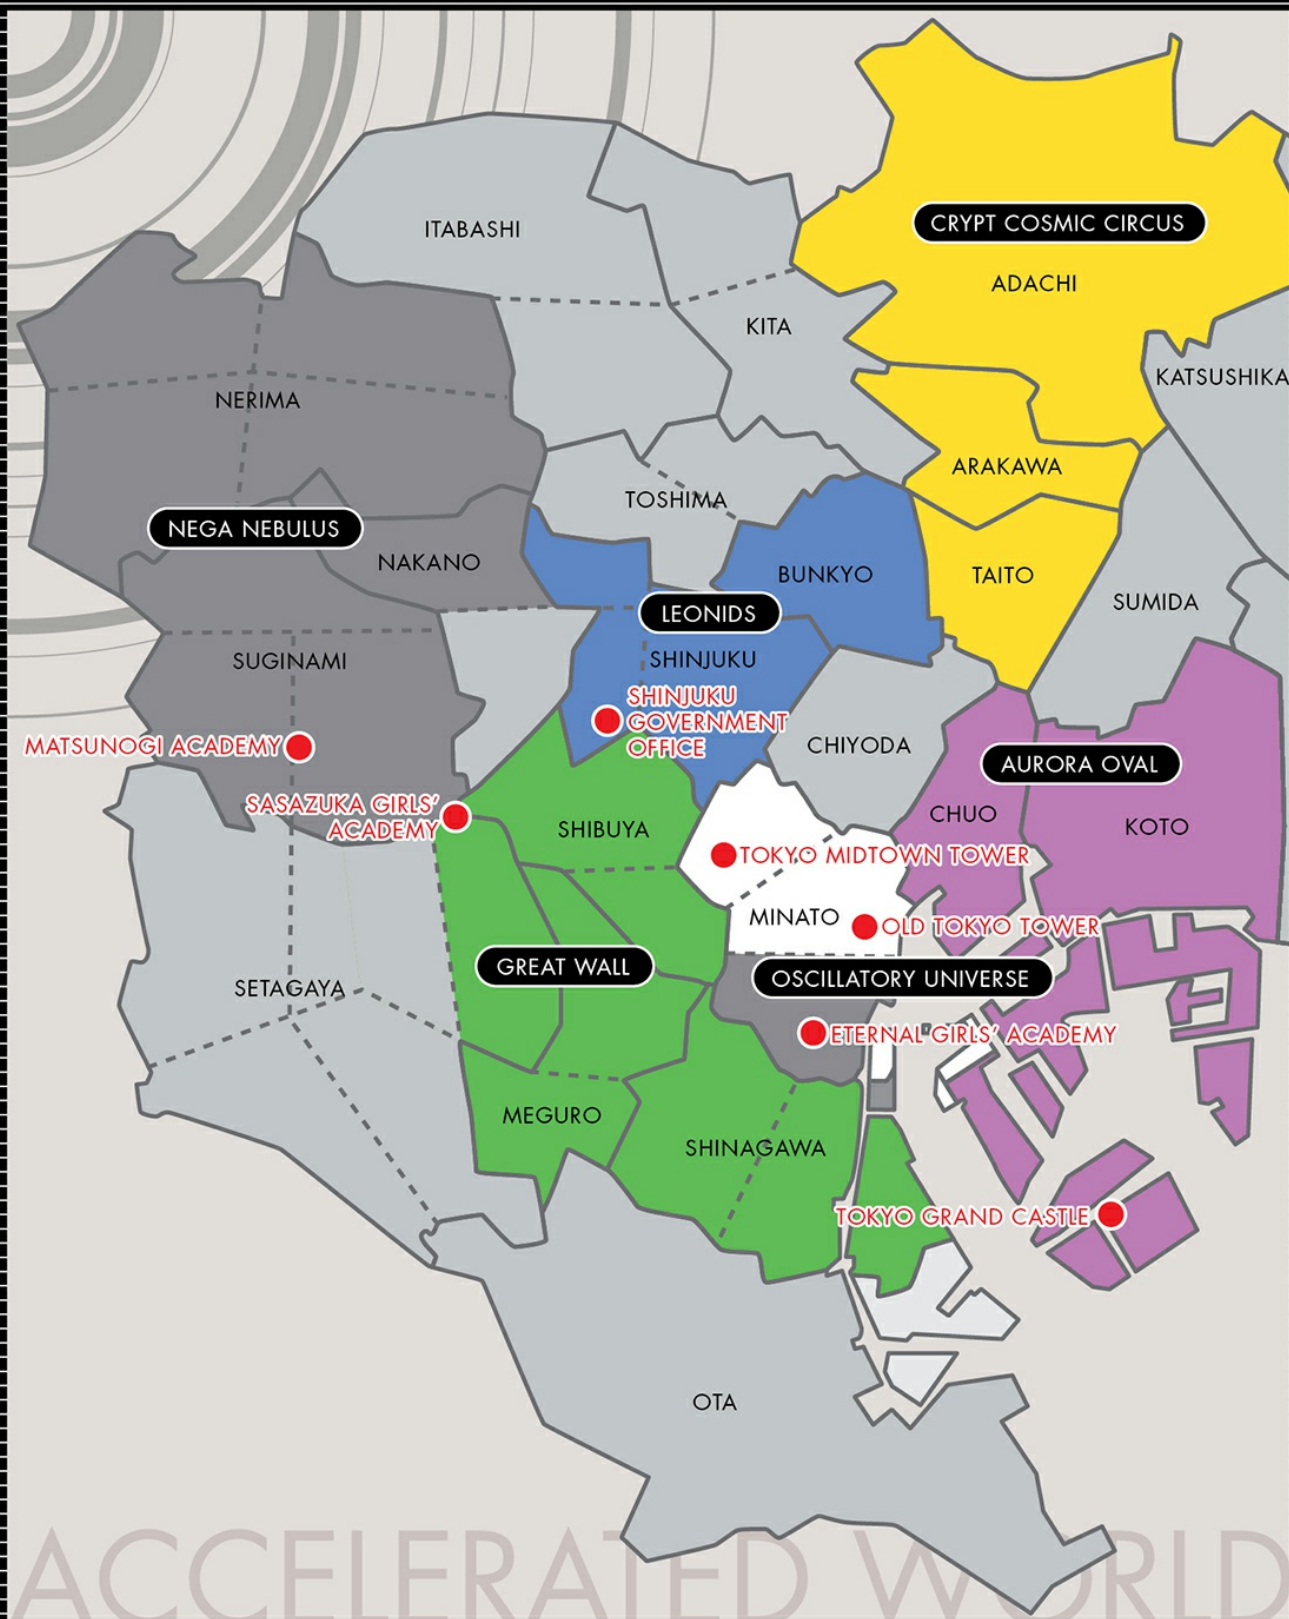 CRYPT COSMIC CIRCUS
ITABASHI
ADACHI
KITA
KATSUSHIKA
NERIMA
ARAKAWA
TOSHIMA
NEGA NEBULUS
NAKANO
BUNKYO
TAITO
SUMIDA
LEONIDS
SUGINAMI
SHINJUKU
SHINJUKU
GOVERNMENT
OFFICE
MATSUNOGI ACADEMY
CHIYODA
AURORA OVAL
SASAZUKA GIRLS'
ACADEMY
SHIBUYA
CHUO
KOTO
TOKYO MIDTOWN TOWER
MINATO
OLD TOKYO TOWER
GREAT WALL
OSCILLATORY UNIVERSE
SETAGAYA
ETERNAL GIRLS' ACADEMY
MEGURO
SHINAGAWA
TOKYO GRAND CASTLE
OTA
ACCELERATED WORLD